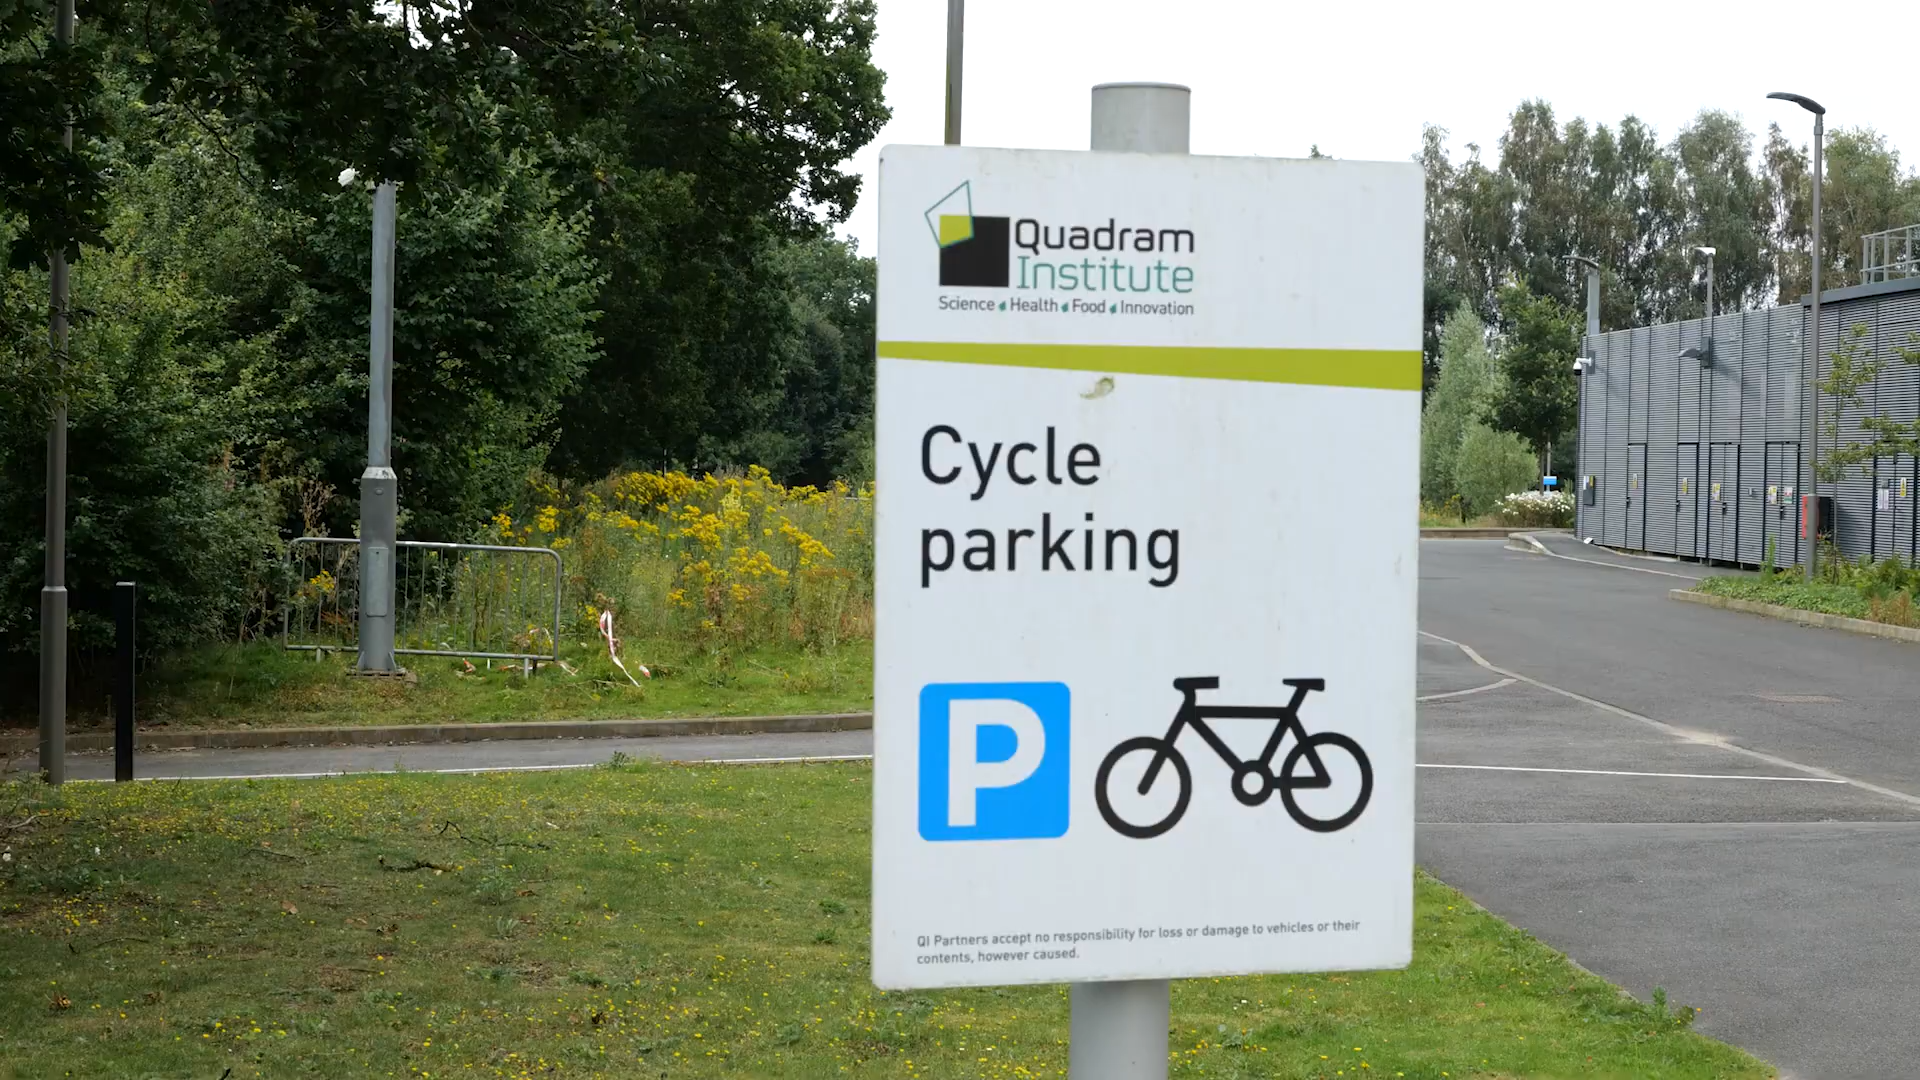 Quadram
Institute
Science Health Food Innovation
Cycle
parking
P
QI Partners accept no responsibility for loss or damage to vehicles or their
contents, however caused.